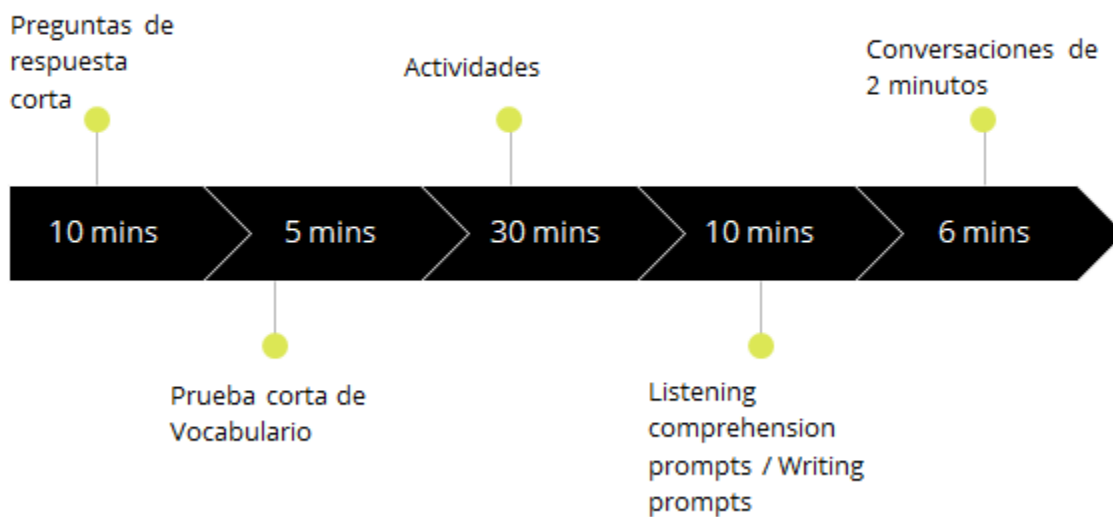 Preguntas de
respuesta
corta
Actividades
Conversaciones de
2 minutos
10 mins
5 mins
30 mins
10 mins
6 mins
Prueba corta de
Vocabulario
Listening
comprehension
prompts / Writing
prompts